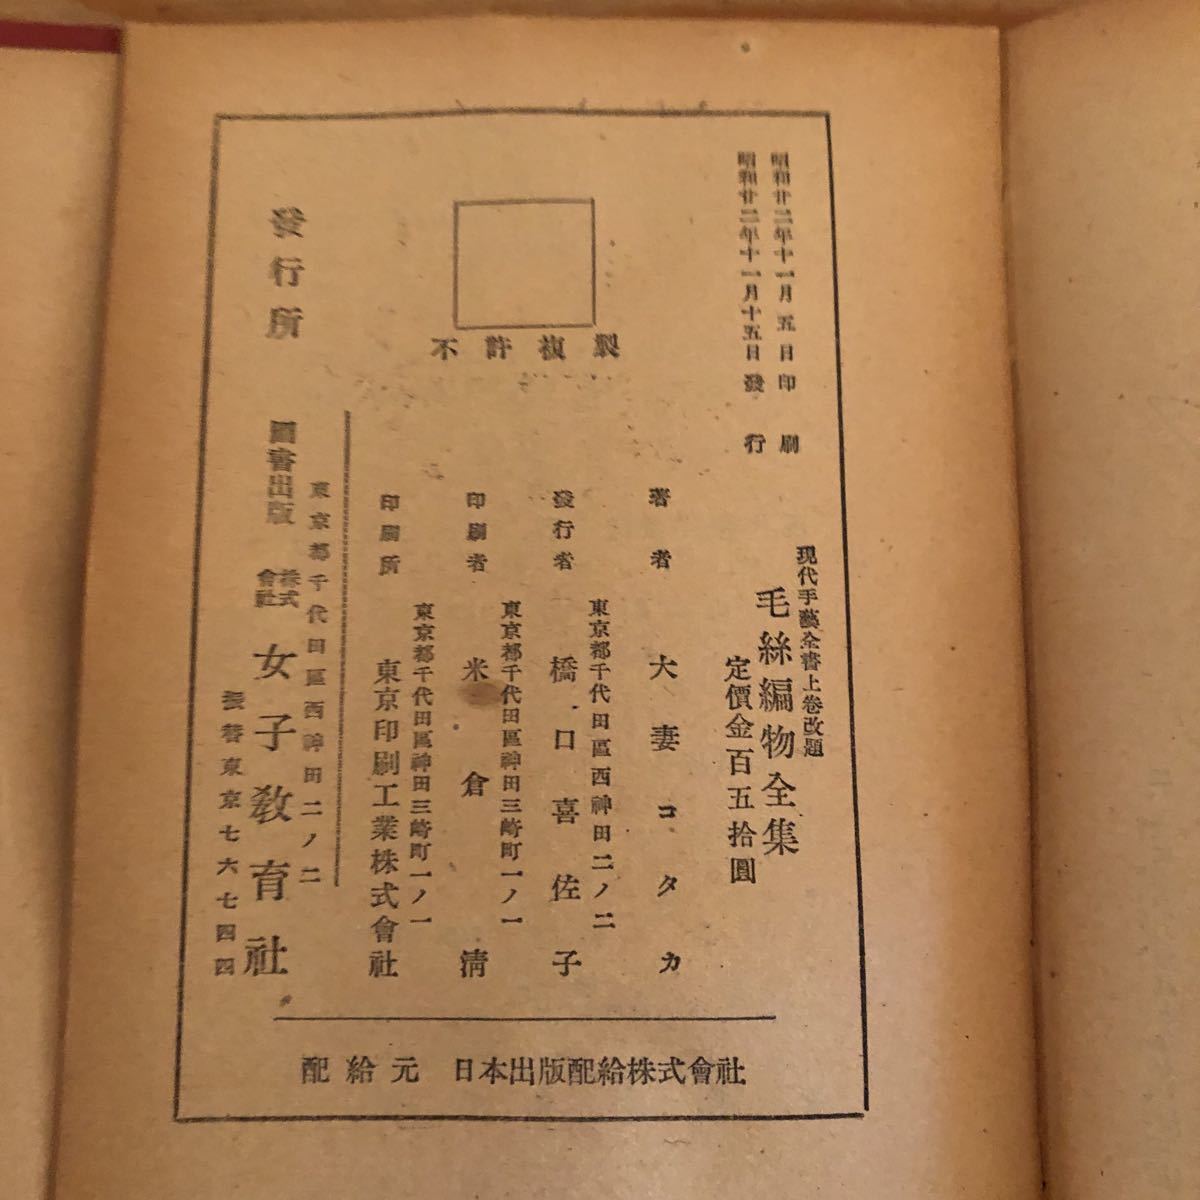 昭和廿二年十一月五日印刷
昭和廿二年十一月十五日發行
現代手藝全書上巻改題
毛絲編物全集
定價金百五拾圓
著者 大妻コタカ
東京都千代田區西神田二ノ二
發行者 橋口喜佐子
東京都千代田區神田三崎町一ノ一
印刷者 米倉清
東京都千代田區神田三崎町一ノ一
印刷所 東京印刷工業株式會社
不許複製
東京都千代田區西神田二ノ二
發行所 圖書出版 株式會社 女子教育社
振替東京七六七四四
配給元 日本出版配給株式會社